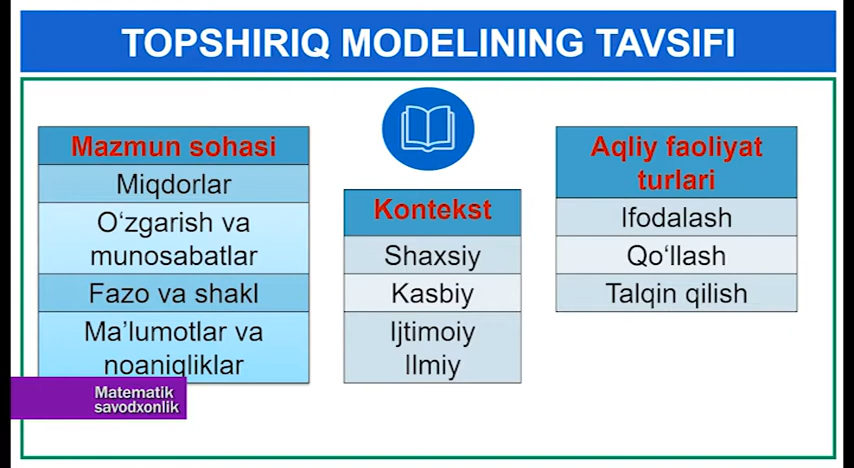 TOPSHIRIQ MODELINING TAVSIFI
Mazmun sohasi
Miqdorlar
O‘zgarish va
munosabatlar
Fazo va shakl
Ma’lumotlar va
noaniqliklar
Kontekst
Shaxsiy
Kasbiy
Ijtimoiy
Ilmiy
Aqliy faoliyat
turlari
Ifodalash
Qo‘llash
Talqin qilish
Matematik
savodxonlik